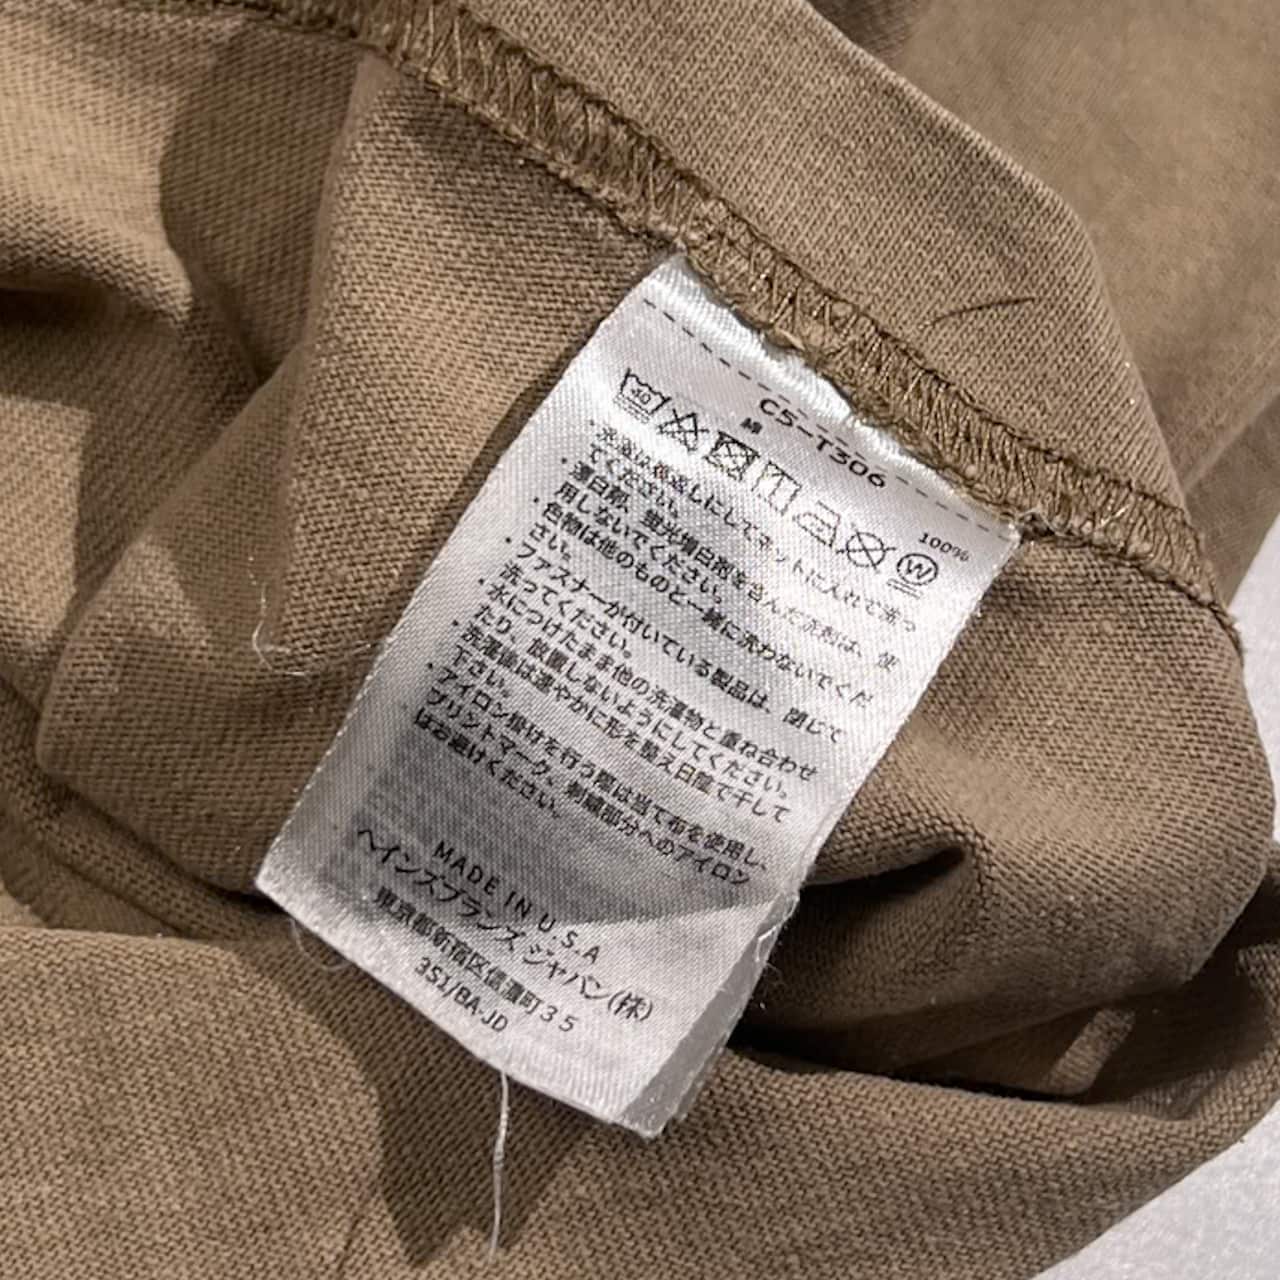 C5-T306
綿 100%
40 W
・洗濯は裏返しにしてネットに入れて洗っ
てください。
・漂白剤、蛍光増白剤を含んだ洗剤は、使
用しないでください。
・色物は他のものと一緒に洗わないでくだ
さい。
・ファスナーが付いている製品は、閉じて
洗ってください。
・水につけたまま他の洗濯物と重ね合わせ
たり、放置しないようにしてください。
・洗濯後は速やかに形を整え日陰で干して
下さい。
・アイロン掛けを行う際は当て布を使用し、
プリントマーク、刺繍部分へのアイロン
はお避けください。
MADE IN U.S.A
ヘインズブランズ ジャパン(株)
東京都新宿区信濃町３５
3S1/BA-JD